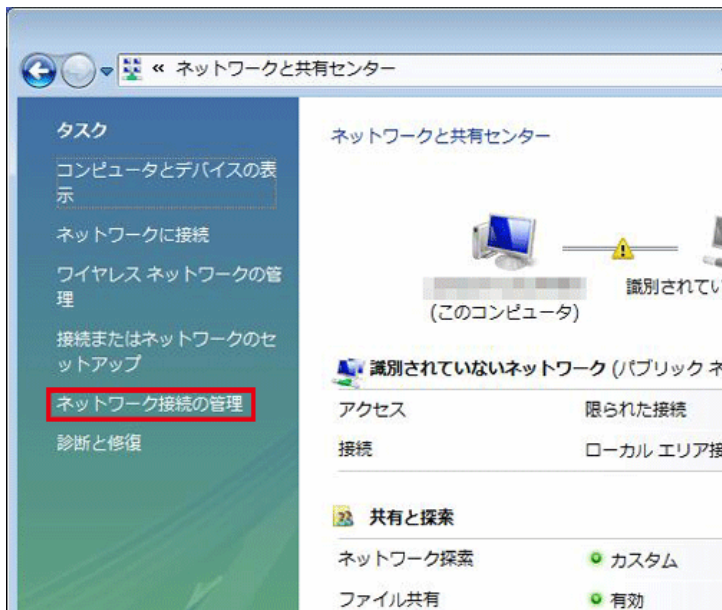 « ネットワークと共有センター
タスク
コンピュータとデバイスの表
示
ネットワークに接続
ワイヤレス ネットワークの管
理
接続またはネットワークのセ
ットアップ
ネットワーク接続の管理
診断と修復
ネットワークと共有センター
(このコンピュータ)
識別されてい
識別されていないネットワーク (パブリック ネ
アクセス
限られた接続
接続
ローカル エリア接
共有と探索
ネットワーク探索
カスタム
ファイル共有
有効